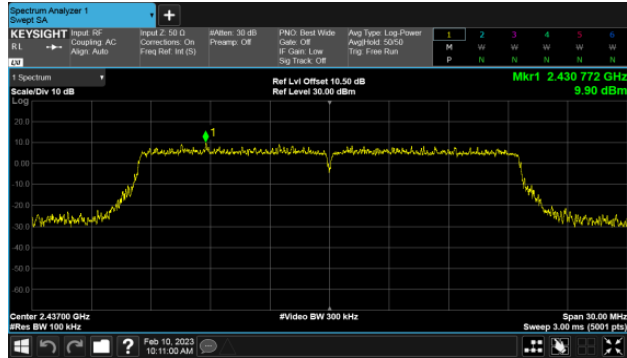 Spectrum Analyzer 1
Swept SA
+
KEYSIGHT
RL
LXI
Input: RF
Coupling: AC
Align: Auto
Input Z: 50 Ω
Corrections: On
Freq Ref: Int (S)
#Atten: 30 dB
Preamp: Off
PNO: Best Wide
Gate: Off
IF Gain: Low
Sig Track: Off
Avg Type: Log-Power
Avg|Hold: 50/50
Trig: Free Run
1 2 3 4 5 6
M W W W W W
P N N N N N
1 Spectrum
Scale/Div 10 dB
Log
Ref Lvl Offset 10.50 dB
Ref Level 30.00 dBm
Mkr1 2.430 772 GHz
9.90 dBm
20.0
10.0
0.00
-10.0
-20.0
-30.0
-40.0
-50.0
-60.0
1
Center 2.43700 GHz
#Res BW 100 kHz
#Video BW 300 kHz
Span 30.00 MHz
Sweep 3.00 ms (5001 pts)
?
Feb 10, 2023
10:11:00 AM